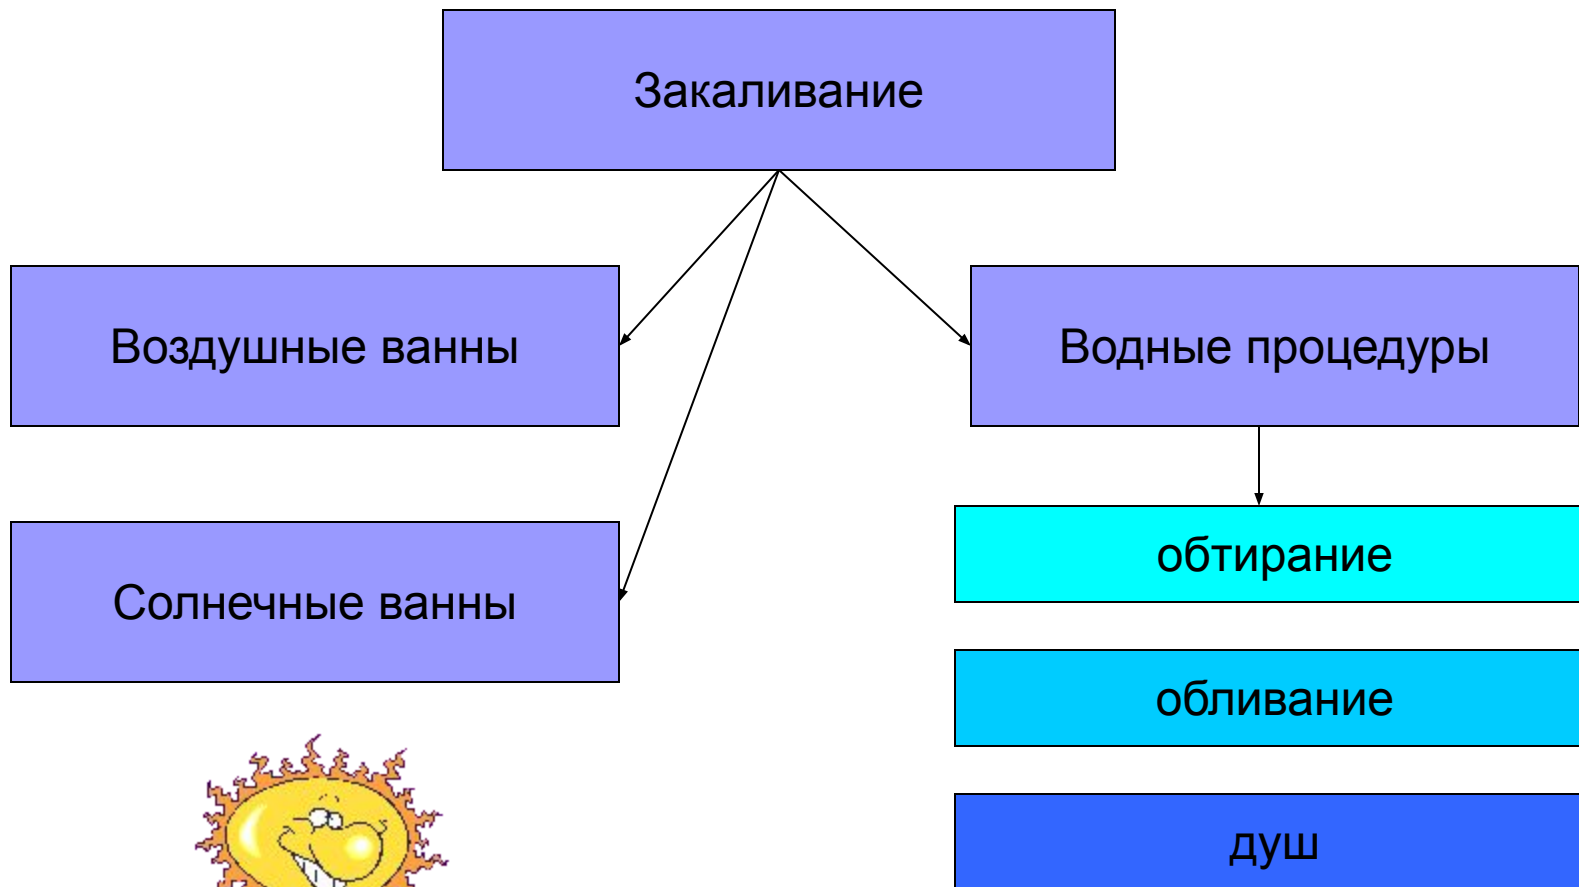 Закаливание
Воздушные ванны
Водные процедуры
Солнечные ванны
обтирание
обливание
душ